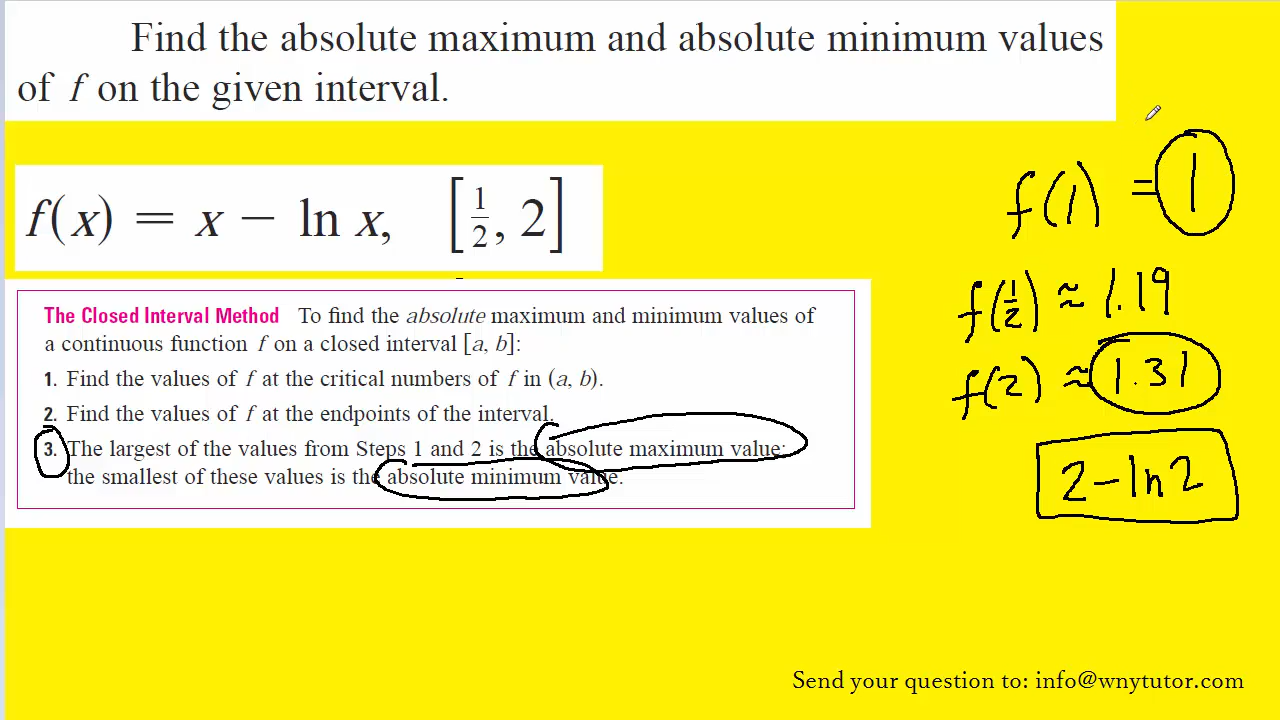 Find the absolute maximum and absolute minimum values
of f on the given interval.
f(x) = x − ln x, [1/2, 2]
The Closed Interval Method To find the absolute maximum and minimum values of
a continuous function f on a closed interval [a, b]:
1. Find the values of f at the critical numbers of f in (a, b).
2. Find the values of f at the endpoints of the interval.
3. The largest of the values from Steps 1 and 2 is the absolute maximum value;
the smallest of these values is the absolute minimum value.
f(1) = 1
f(1/2) ≈ 1.19
f(2) ≈ 1.31
2 − ln 2
Send your question to: info@wnytutor.com